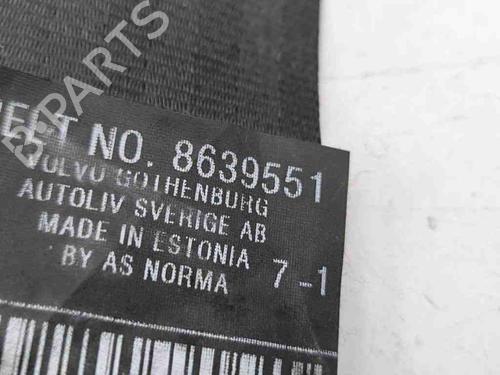 B-PARTS
NO. 8639551
VOLVO GOTHENBURG
AUTOLIV SVERIGE AB
MADE IN ESTONIA
BY AS NORMA 7-1